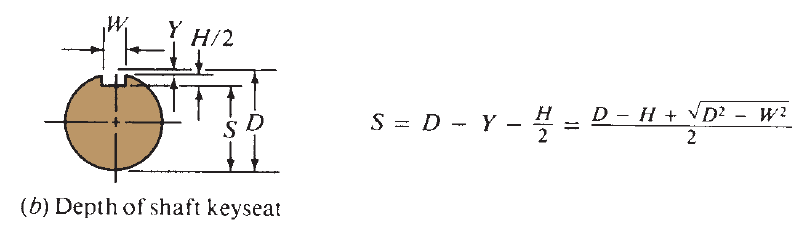 W Y H/2
S D
S = D - Y - H/2 = (D - H + √(D² - W²))/2
(b) Depth of shaft keyseat